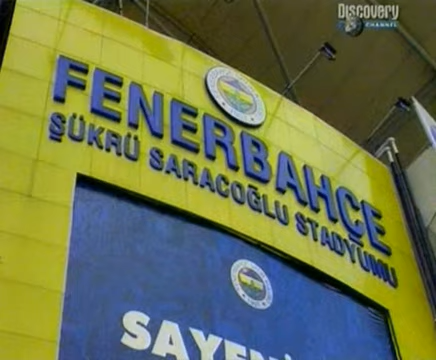 Discovery
CHANNEL
FENERBAHÇE
ŞÜKRÜ SARACOĞLU STADYUMU